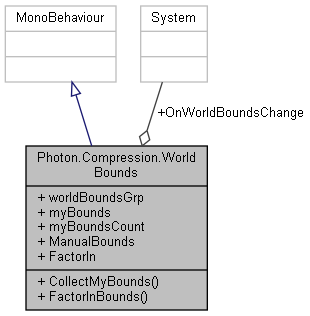 MonoBehaviour
System
+OnWorldBoundsChange
Photon.Compression.World
Bounds
+ worldBoundsGrp
+ myBounds
+ myBoundsCount
+ ManualBounds
+ FactorIn
+ CollectMyBounds()
+ FactorInBounds()